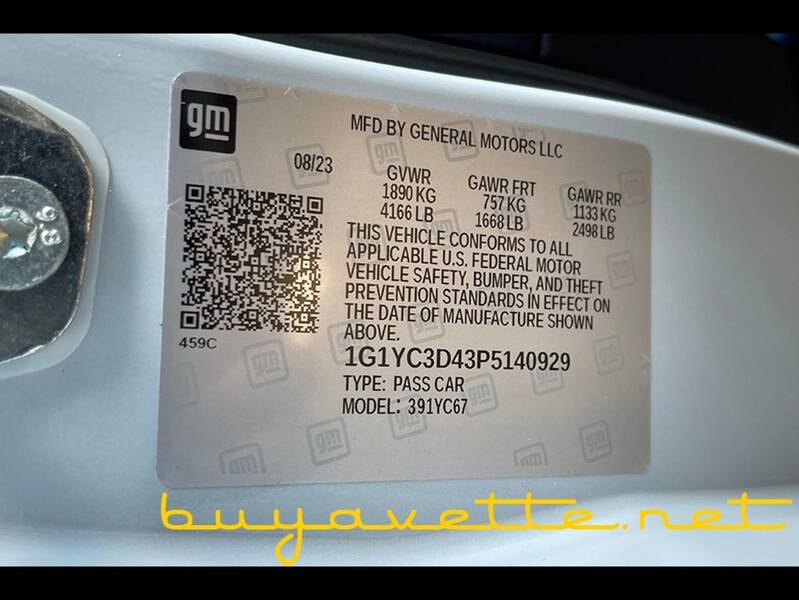 gm
MFD BY GENERAL MOTORS LLC
08/23
GVWR GAWR FRT GAWR RR
1890 KG 757 KG 1133 KG
4166 LB 1668 LB 2498 LB
THIS VEHICLE CONFORMS TO ALL
APPLICABLE U.S. FEDERAL MOTOR
VEHICLE SAFETY, BUMPER, AND THEFT
PREVENTION STANDARDS IN EFFECT ON
THE DATE OF MANUFACTURE SHOWN
ABOVE.
459C
1G1YC3D43P5140929
TYPE: PASS CAR
MODEL: 391YC67
buyavette.net